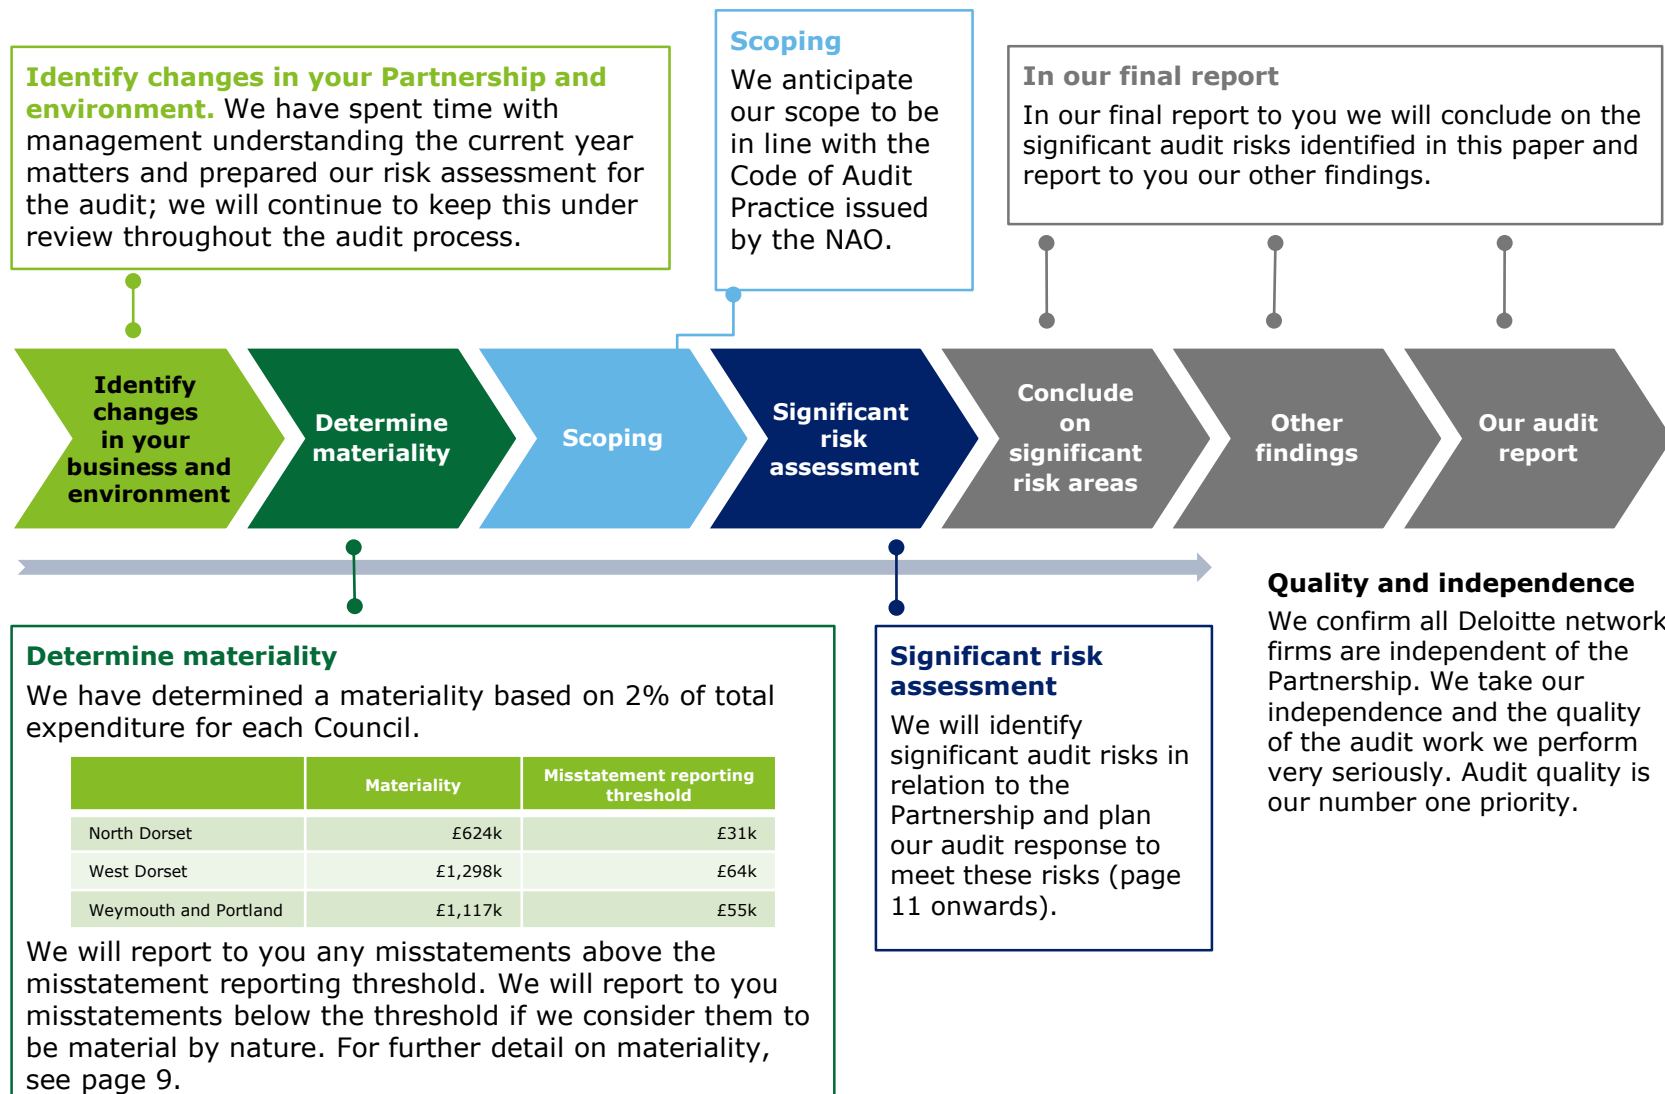 Identify changes in your Partnership and
environment. We have spent time with
management understanding the current year
matters and prepared our risk assessment for
the audit; we will continue to keep this under
review throughout the audit process.
Scoping
We anticipate
our scope to be
in line with the
Code of Audit
Practice issued
by the NAO.
In our final report
In our final report to you we will conclude on the
significant audit risks identified in this paper and
report to you our other findings.
Identify
changes
in your
business and
environment
Determine
materiality
Scoping
Significant
risk
assessment
Conclude
on
significant
risk areas
Other
findings
Our audit
report
Determine materiality
We have determined a materiality based on 2% of total
expenditure for each Council.
Materiality
Misstatement reporting
threshold
North Dorset £624k £31k
West Dorset £1,298k £64k
Weymouth and Portland £1,117k £55k
We will report to you any misstatements above the
misstatement reporting threshold. We will report to you
misstatements below the threshold if we consider them to
be material by nature. For further detail on materiality,
see page 9.
Significant risk
assessment
We will identify
significant audit risks in
relation to the
Partnership and plan
our audit response to
meet these risks (page
11 onwards).
Quality and independence
We confirm all Deloitte network
firms are independent of the
Partnership. We take our
independence and the quality
of the audit work we perform
very seriously. Audit quality is
our number one priority.